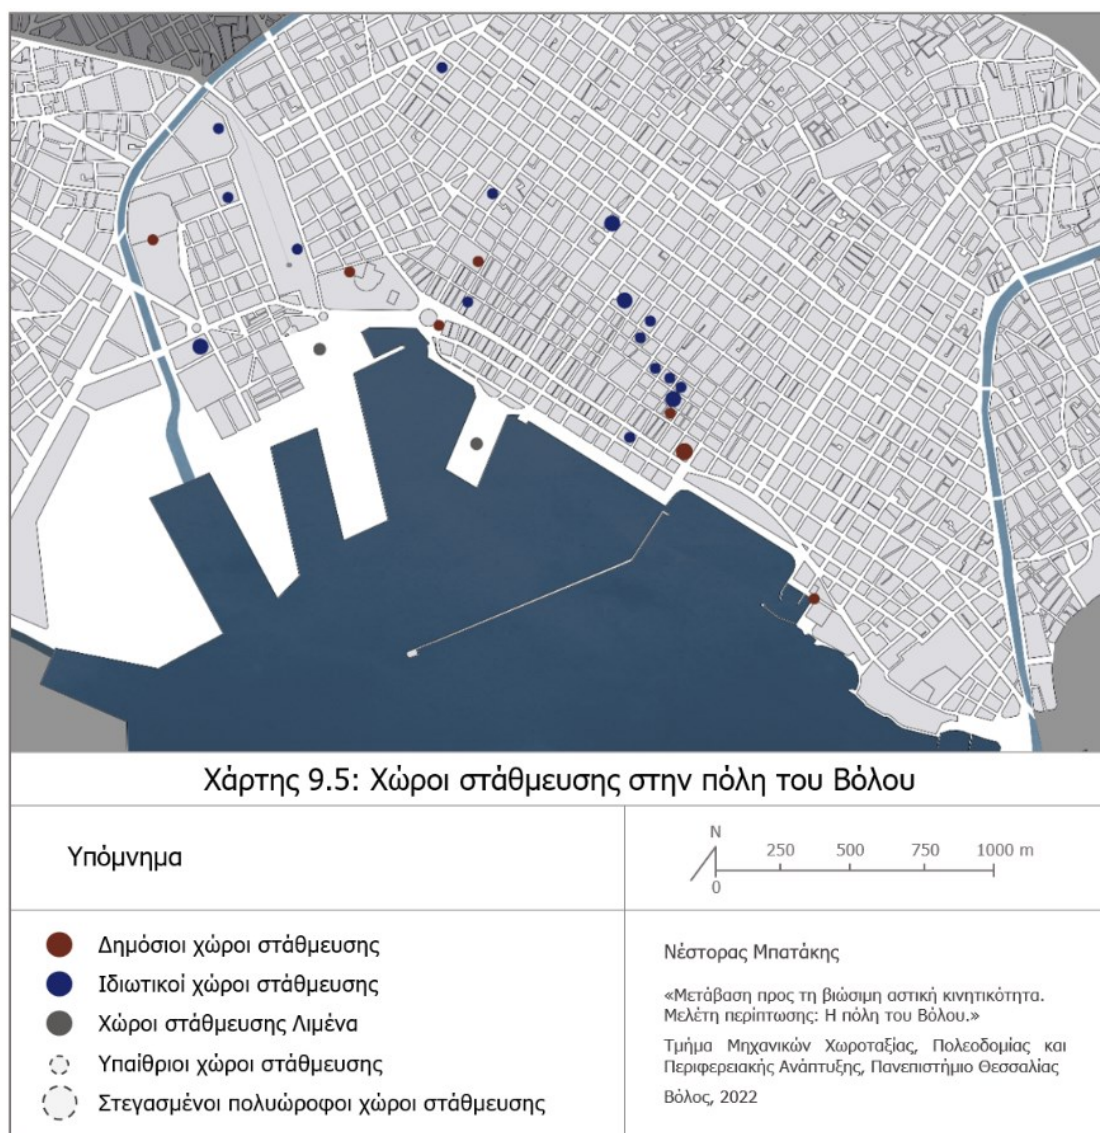 Χάρτης 9.5: Χώροι στάθμευσης στην πόλη του Βόλου
Υπόμνημα
N
250 500 750 1000 m
0
Δημόσιοι χώροι στάθμευσης
Ιδιωτικοί χώροι στάθμευσης
Χώροι στάθμευσης Λιμένα
Υπαίθριοι χώροι στάθμευσης
Στεγασμένοι πολυώροφοι χώροι στάθμευσης
Νέστορας Μπατάκης
«Μετάβαση προς τη βιώσιμη αστική κινητικότητα.
Μελέτη περίπτωσης: Η πόλη του Βόλου.»
Τμήμα Μηχανικών Χωροταξίας, Πολεοδομίας και
Περιφερειακής Ανάπτυξης, Πανεπιστήμιο Θεσσαλίας
Βόλος, 2022